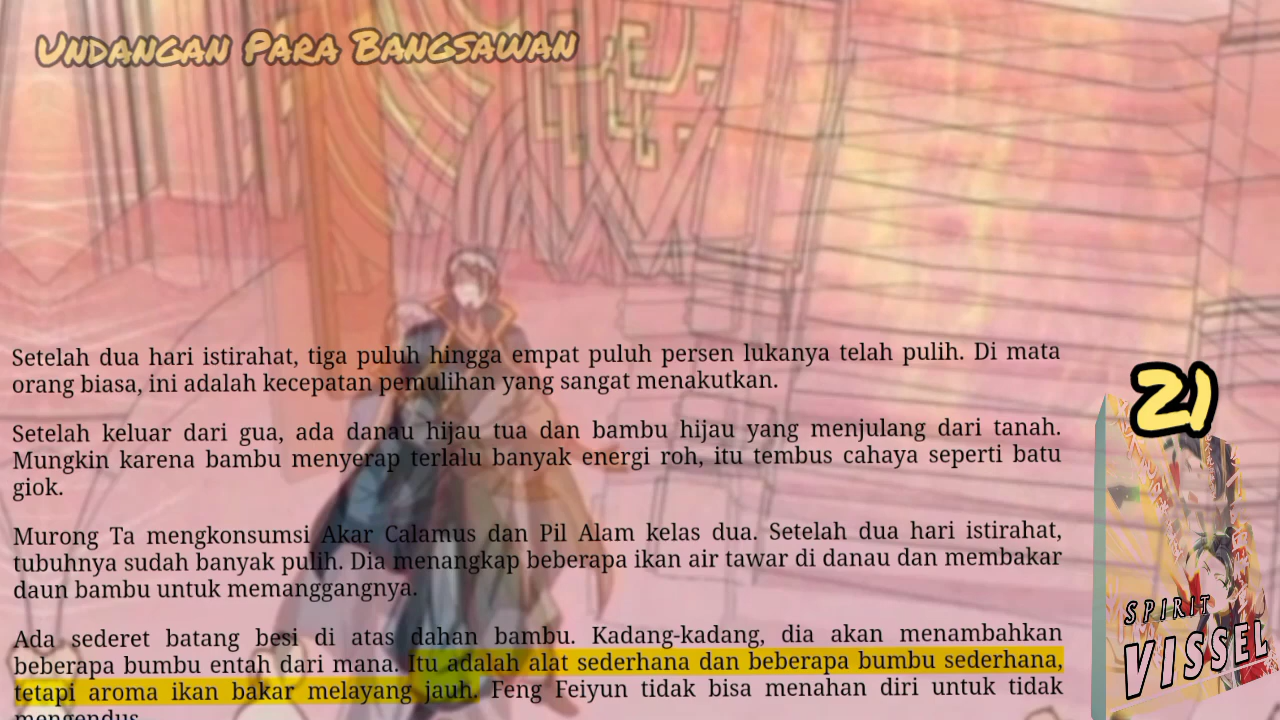 Undangan Para Bangsawan
Setelah dua hari istirahat, tiga puluh hingga empat puluh persen lukanya telah pulih. Di mata
orang biasa, ini adalah kecepatan pemulihan yang sangat menakutkan.
Setelah keluar dari gua, ada danau hijau tua dan bambu hijau yang menjulang dari tanah.
Mungkin karena bambu menyerap terlalu banyak energi roh, itu tembus cahaya seperti batu
giok.
Murong Ta mengkonsumsi Akar Calamus dan Pil Alam kelas dua. Setelah dua hari istirahat,
tubuhnya sudah banyak pulih. Dia menangkap beberapa ikan air tawar di danau dan membakar
daun bambu untuk memanggangnya.
Ada sederet batang besi di atas dahan bambu. Kadang-kadang, dia akan menambahkan
beberapa bumbu entah dari mana. Itu adalah alat sederhana dan beberapa bumbu sederhana,
tetapi aroma ikan bakar melayang jauh. Feng Feiyun tidak bisa menahan diri untuk tidak
mengendus.
21
SPIRIT
VISSEL